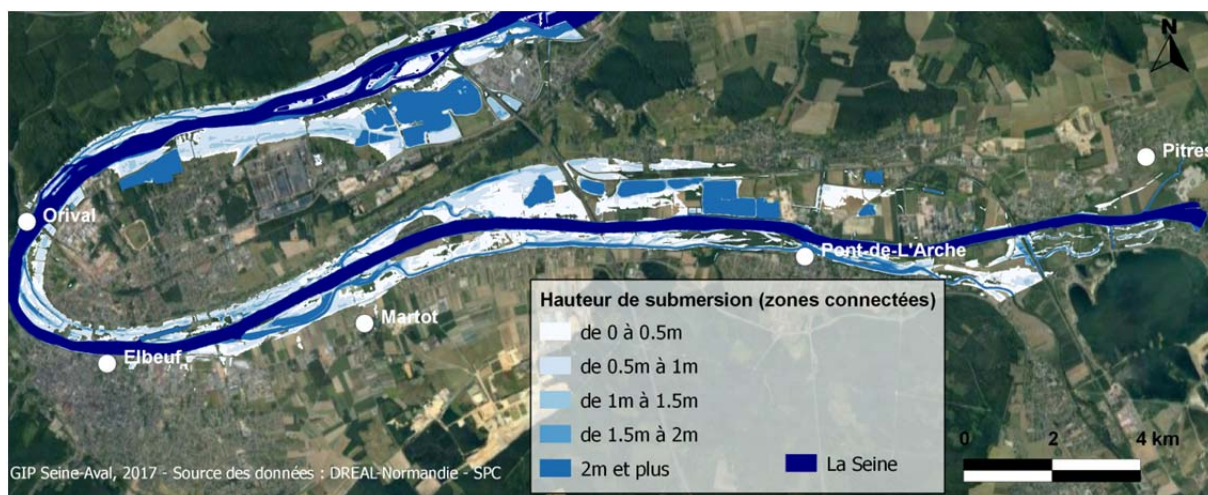 N
Pitres
Orival
Pont-de-L'Arche
Martot
Elbeuf
Hauteur de submersion (zones connectées)
de 0 à 0.5m
de 0.5m à 1m
de 1m à 1.5m
de 1.5m à 2m
2m et plus
La Seine
0 2 4 km
GIP Seine-Aval, 2017 - Source des données : DREAL-Normandie - SPC